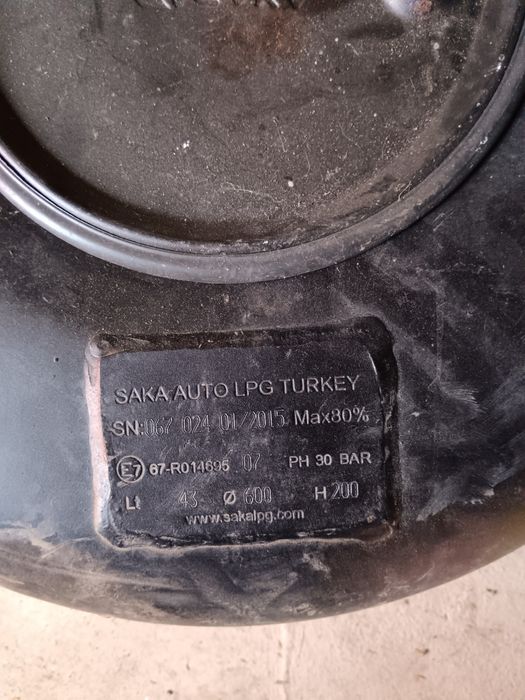 SAKA AUTO LPG TURKEY
SN:067 024 01/2015 Max80%
E7 67-R014695 07 PH 30 BAR
Lt 43 Ø 600 H 200
www.sakalpg.com